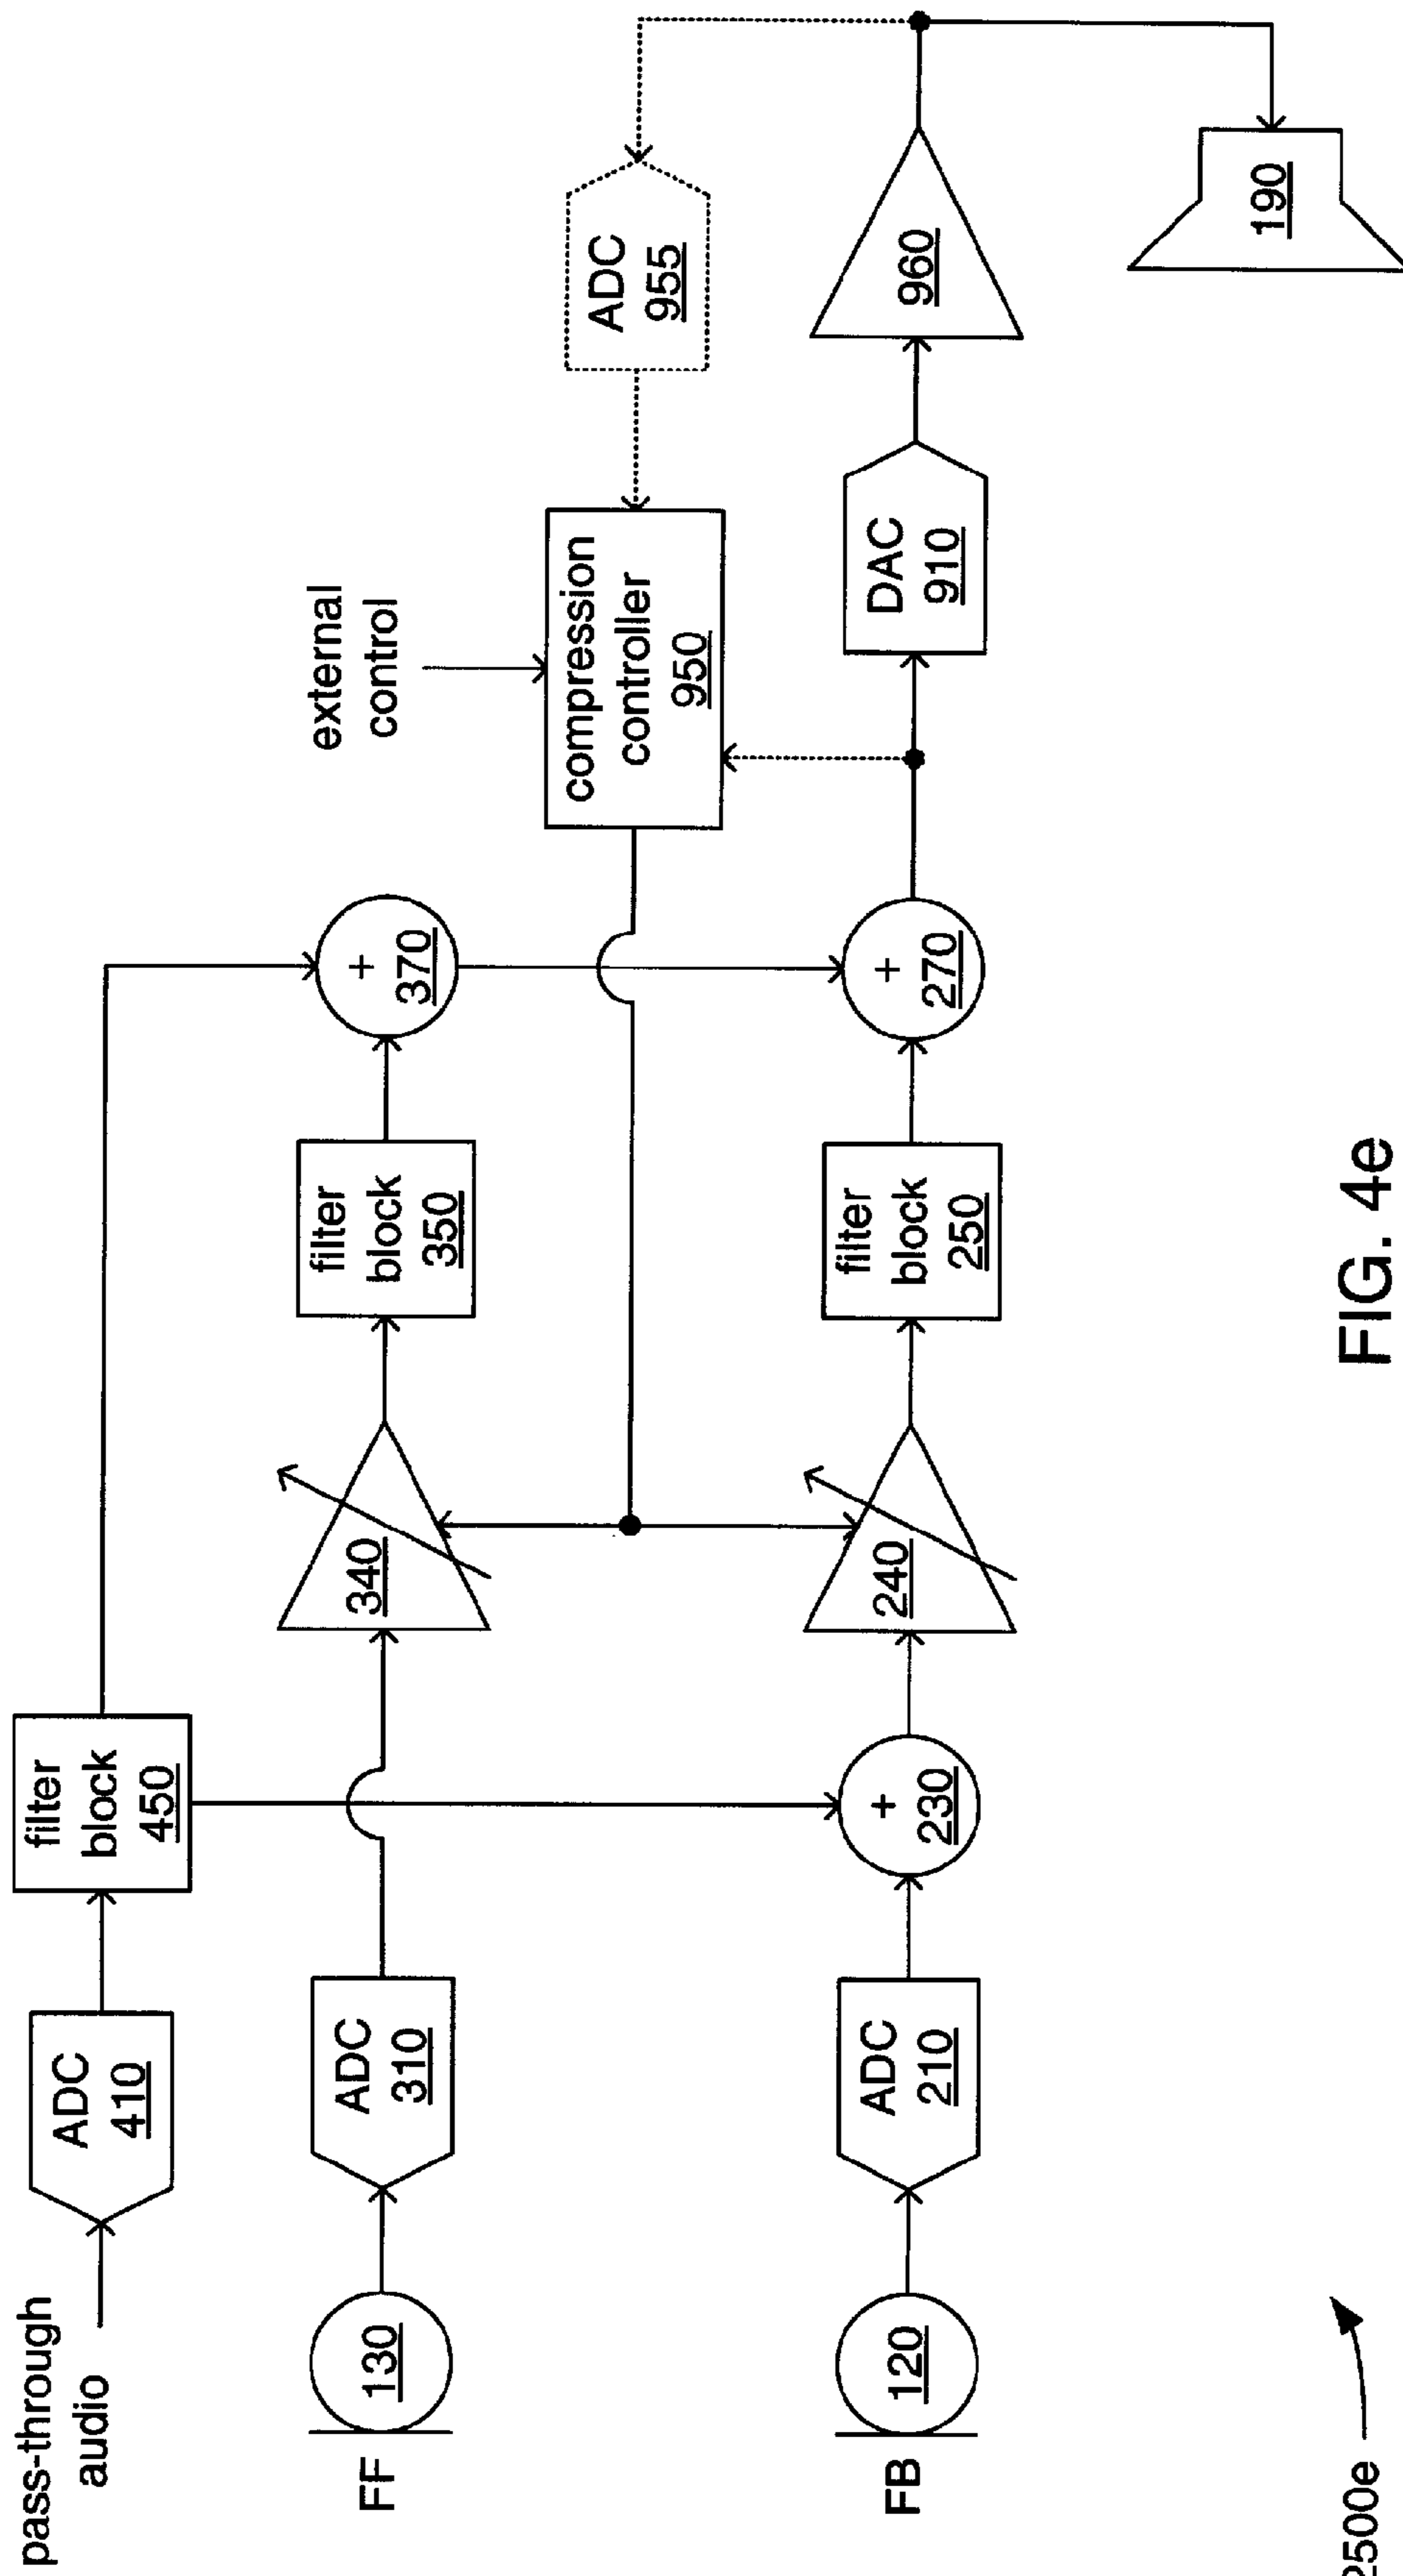 pass-through
audio
ADC
410
filter
block
450
FF
130
ADC
310
340
filter
block
350
+
370
external
control
compression
controller
950
ADC
955
FB
120
ADC
210
+
230
240
filter
block
250
+
270
DAC
910
960
190
2500e
FIG. 4e